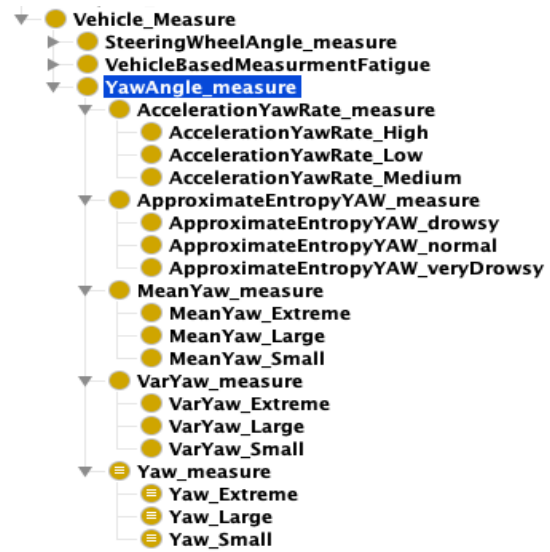 Vehicle_Measure
SteeringWheelAngle_measure
VehicleBasedMeasurmentFatigue
YawAngle_measure
AccelerationYawRate_measure
AccelerationYawRate_High
AccelerationYawRate_Low
AccelerationYawRate_Medium
ApproximateEntropyYAW_measure
ApproximateEntropyYAW_drowsy
ApproximateEntropyYAW_normal
ApproximateEntropyYAW_veryDrowsy
MeanYaw_measure
MeanYaw_Extreme
MeanYaw_Large
MeanYaw_Small
VarYaw_measure
VarYaw_Extreme
VarYaw_Large
VarYaw_Small
Yaw_measure
Yaw_Extreme
Yaw_Large
Yaw_Small